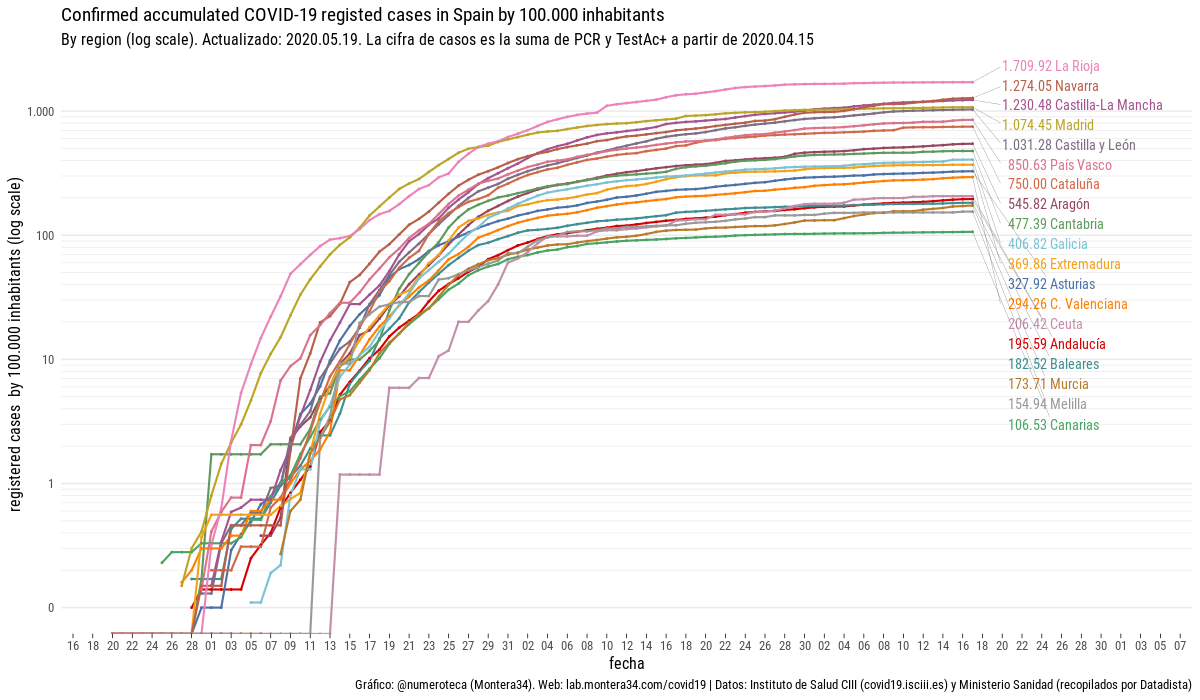 Confirmed accumulated COVID-19 registed cases in Spain by 100.000 inhabitants
By region (log scale). Actualizado: 2020.05.19. La cifra de casos es la suma de PCR y TestAc+ a partir de 2020.04.15
1.709.92 La Rioja
1.274.05 Navarra
1.230.48 Castilla-La Mancha
1.074.45 Madrid
1.031.28 Castilla y León
850.63 País Vasco
750.00 Cataluña
545.82 Aragón
477.39 Cantabria
406.82 Galicia
369.86 Extremadura
327.92 Asturias
294.26 C. Valenciana
206.42 Ceuta
195.59 Andalucía
182.52 Baleares
173.71 Murcia
154.94 Melilla
106.53 Canarias
registered cases by 100.000 inhabitants (log scale)
1.000
100
10
1
0
16 18 20 22 24 26 28 01 03 05 07 09 11 13 15 17 19 21 23 25 27 29 31 02 04 06 08 10 12 14 16 18 20 22 24 26 28 30 02 04 06 08 10 12 14 16 18 20 22 24 26 28 30 01 03 05 07
fecha
Gráfico: @numeroteca (Montera34). Web: lab.montera34.com/covid19 | Datos: Instituto de Salud CIII (covid19.isciii.es) y Ministerio Sanidad (recopilados por Datadista)